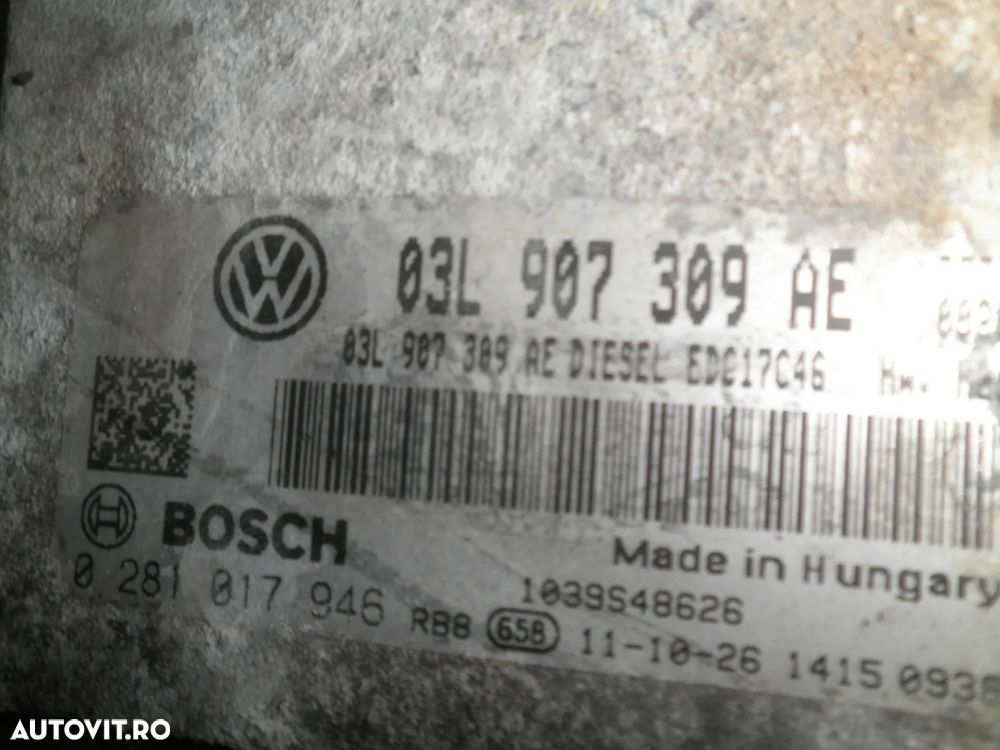 03L 907 309 AE
03L 907 309 AE DIESEL EDC17C46
BOSCH
Made in Hungary
0 281 017 946 RB8 658
1039S48626
11-10-26 1415
AUTOVIT.RO